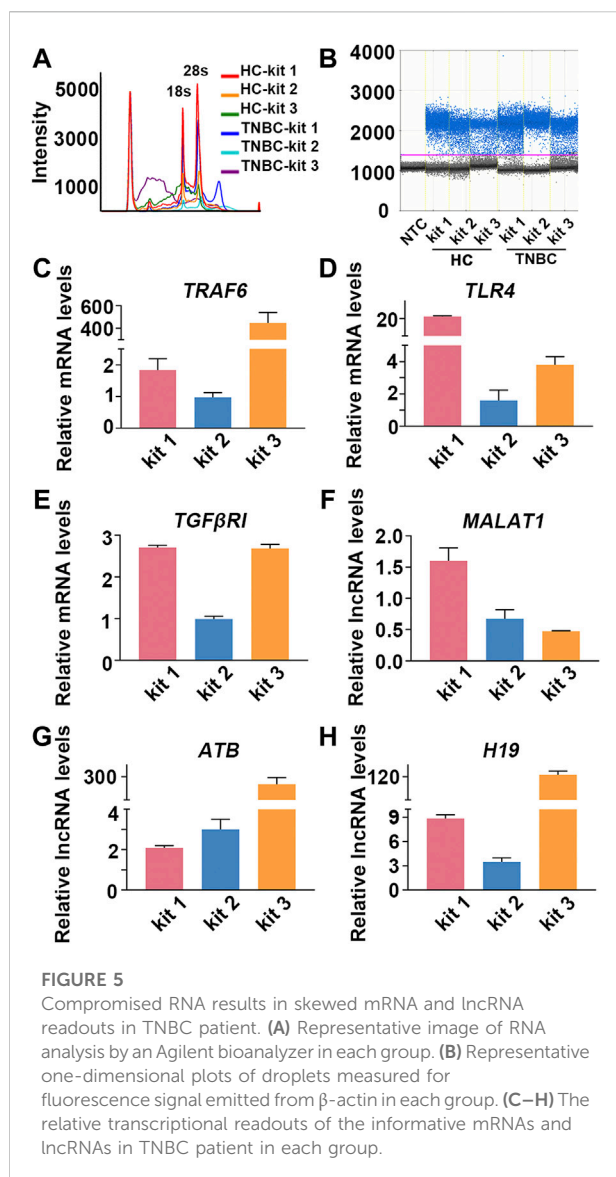 A
5000
3000
1000
Intensity
18s
28s
HC-kit 1
HC-kit 2
HC-kit 3
TNBC-kit 1
TNBC-kit 2
TNBC-kit 3
B
4000
3000
2000
1000
0
NTC
kit 1
kit 2
kit 3
kit 1
kit 2
kit 3
HC
TNBC
C
TRAF6
Relative mRNA levels
600
400
2
1
0
kit 1
kit 2
kit 3
D
TLR4
Relative mRNA levels
20
4
2
0
kit 1
kit 2
kit 3
E
TGFβRI
Relative mRNA levels
3
2
1
0
kit 1
kit 2
kit 3
F
MALAT1
Relative lncRNA levels
2.0
1.5
1.0
0.5
0.0
kit 1
kit 2
kit 3
G
ATB
Relative lncRNA levels
300
4
2
0
kit 1
kit 2
kit 3
H
H19
Relative lncRNA levels
120
9
6
3
0
kit 1
kit 2
kit 3
FIGURE 5
Compromised RNA results in skewed mRNA and lncRNA
readouts in TNBC patient. (A) Representative image of RNA
analysis by an Agilent bioanalyzer in each group. (B) Representative
one-dimensional plots of droplets measured for
fluorescence signal emitted from β-actin in each group. (C–H) The
relative transcriptional readouts of the informative mRNAs and
lncRNAs in TNBC patient in each group.